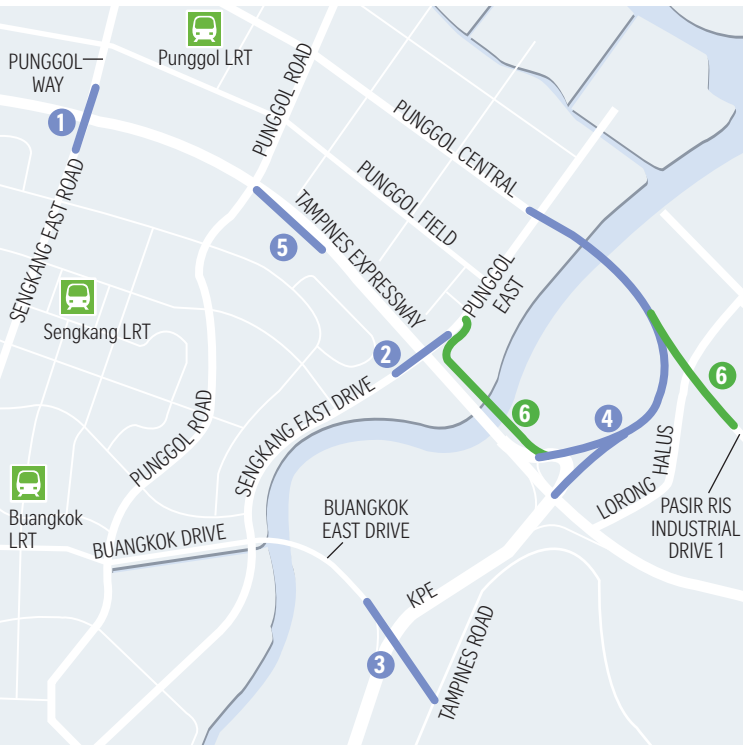 Punggol LRT
PUNGGOL
WAY
1
PUNGGOL ROAD
PUNGGOL CENTRAL
PUNGGOL FIELD
SENGKANG EAST ROAD
TAMPINES EXPRESSWAY
5
PUNGGOL
EAST
Sengkang LRT
2
SENGKANG EAST DRIVE
6
6
4
PUNGGOL ROAD
LORONG HALUS
Buangkok
LRT
BUANGKOK DRIVE
BUANGKOK
EAST DRIVE
PASIR RIS
INDUSTRIAL
DRIVE 1
KPE
3
TAMPINES ROAD